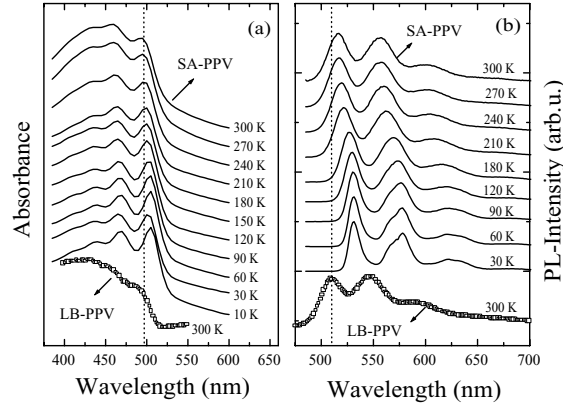 (a)
SA-PPV
300 K
270 K
240 K
210 K
180 K
150 K
120 K
90 K
60 K
30 K
10 K
LB-PPV
300 K
Absorbance
400 450 500 550 600 650
Wavelength (nm)
(b)
SA-PPV
300 K
270 K
240 K
210 K
180 K
120 K
90 K
60 K
30 K
300 K
LB-PPV
PL-Intensity (arb.u.)
500 550 600 650 700
Wavelength (nm)